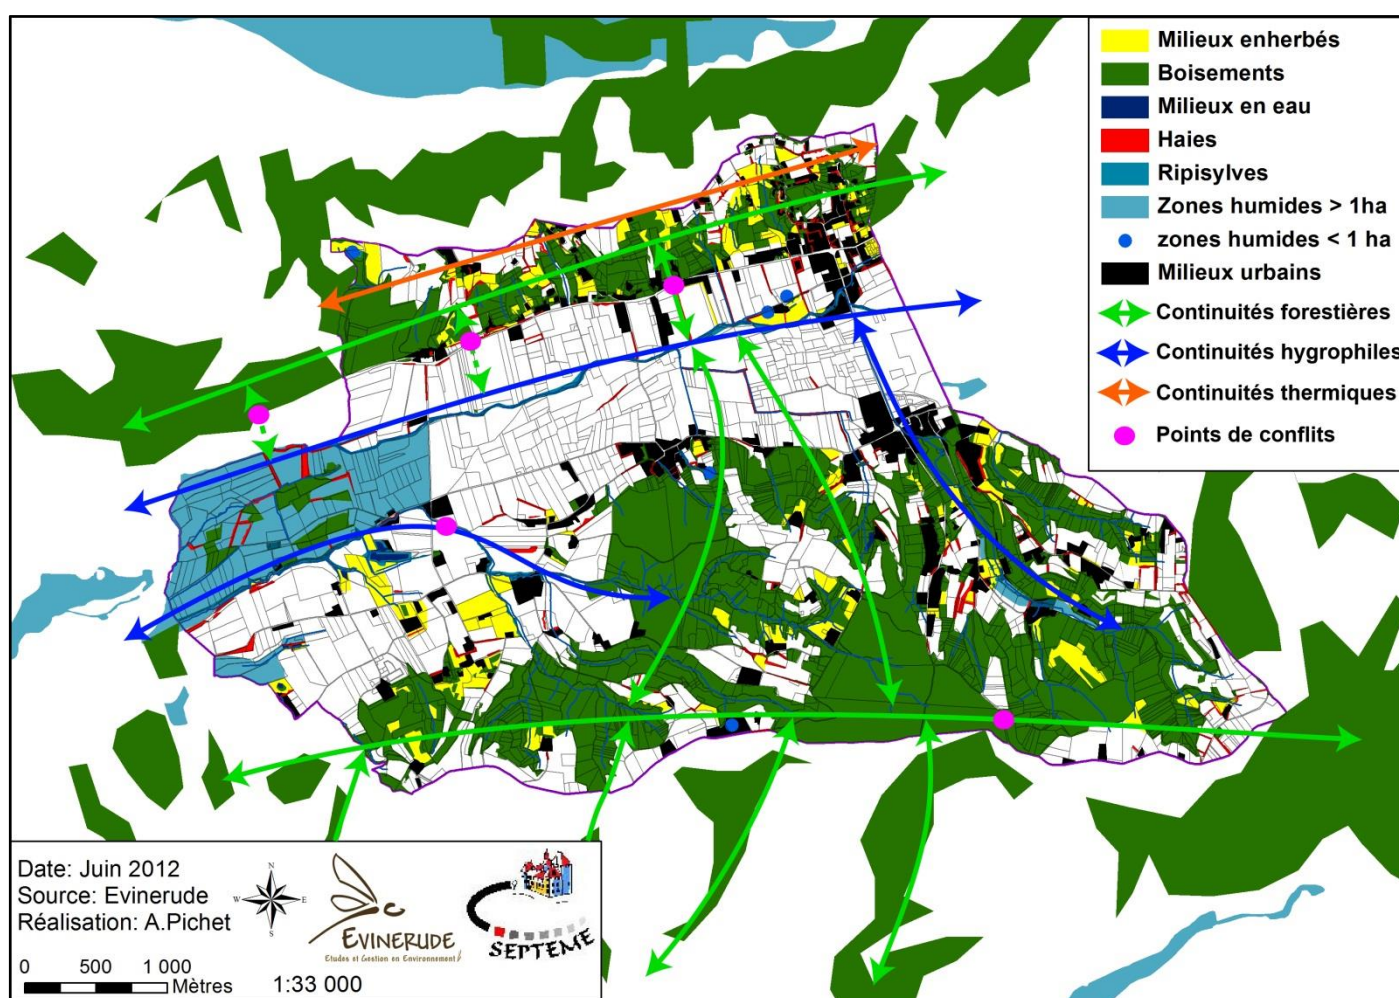 Milieux enherbés
Boisements
Milieux en eau
Haies
Ripisylves
Zones humides > 1ha
zones humides < 1 ha
Milieux urbains
Continuités forestières
Continuités hygrophiles
Continuités thermiques
Points de conflits
Date: Juin 2012
Source: Evinerude
Réalisation: A.Pichet
N
W E
S
EVINERUDE
Etudes et Gestion en Environnement
SEPTEME
0 500 1 000
Mètres
1:33 000